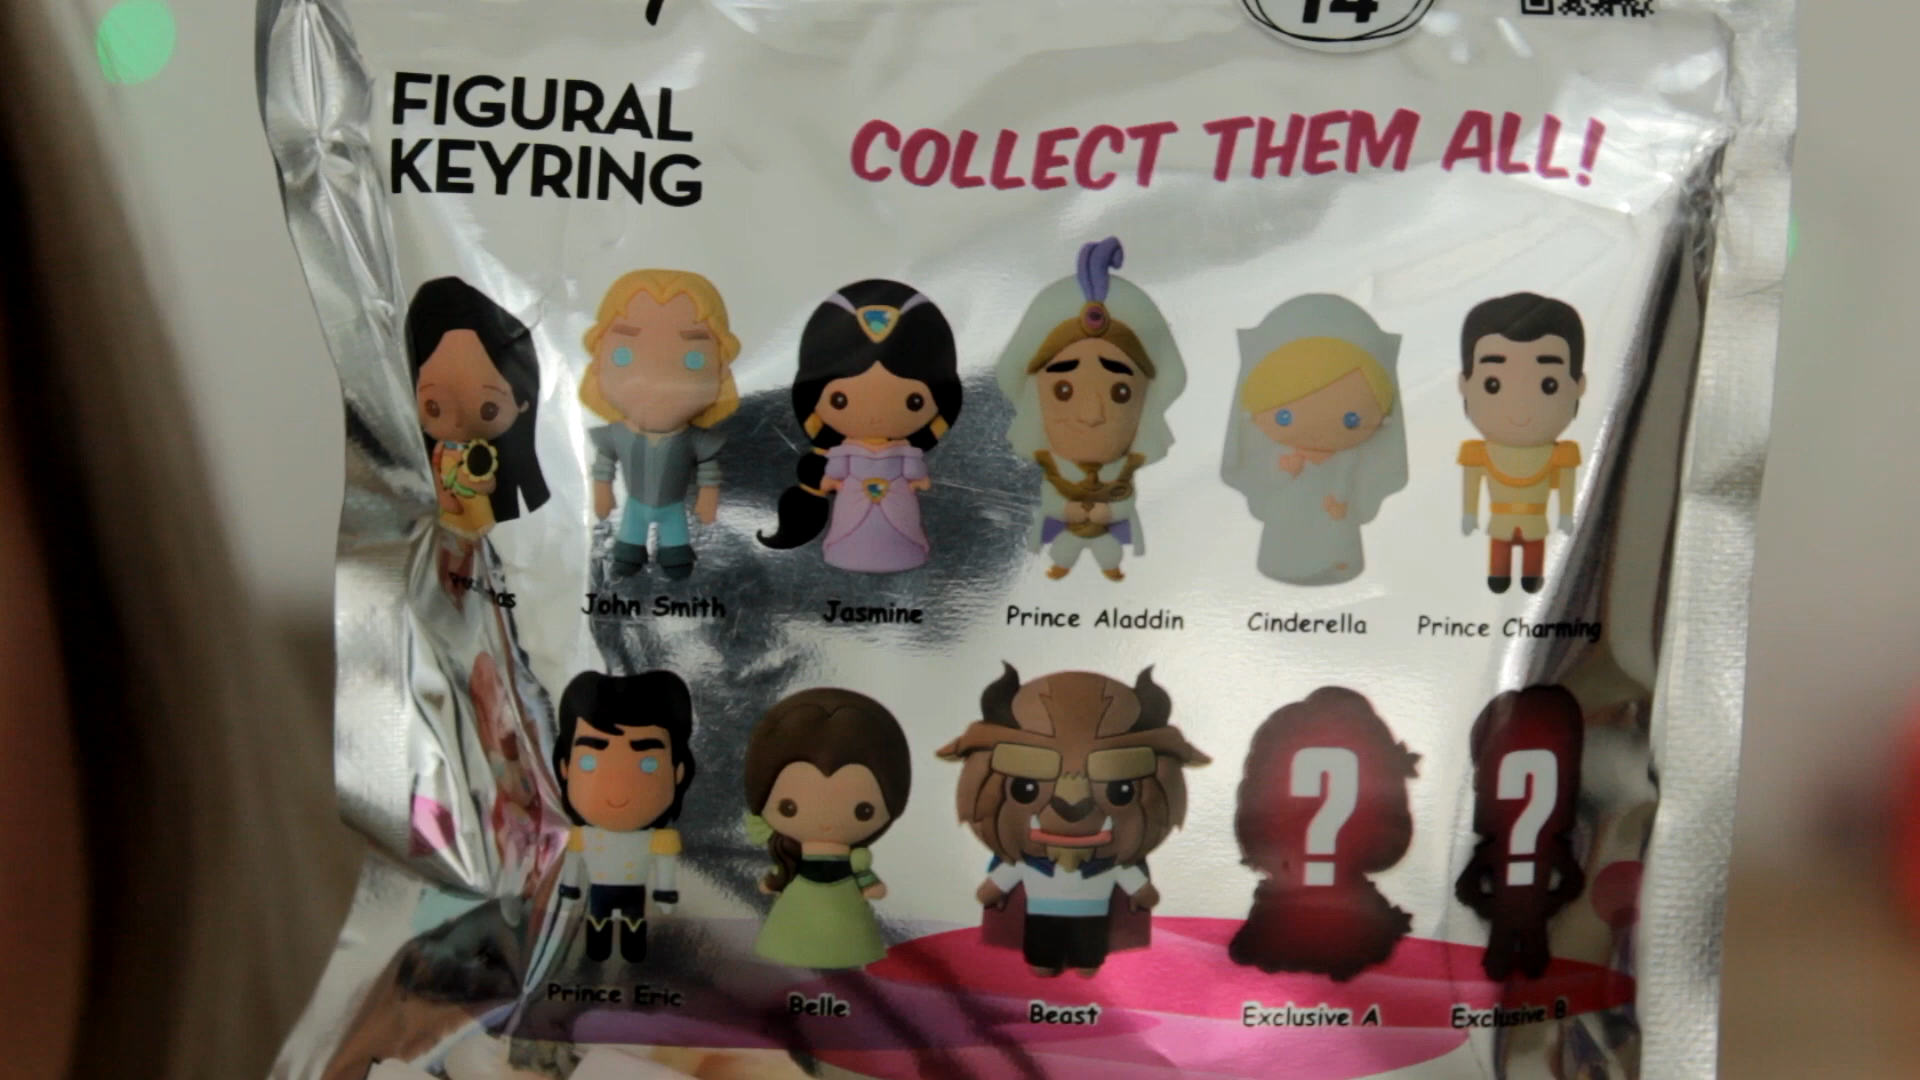 14
FIGURAL
KEYRING
COLLECT THEM ALL!
John Smith
Jasmine
Prince Aladdin
Cinderella
Prince Charming
? ?
Prince Eric
Belle
Beast
Exclusive A
Exclusive B